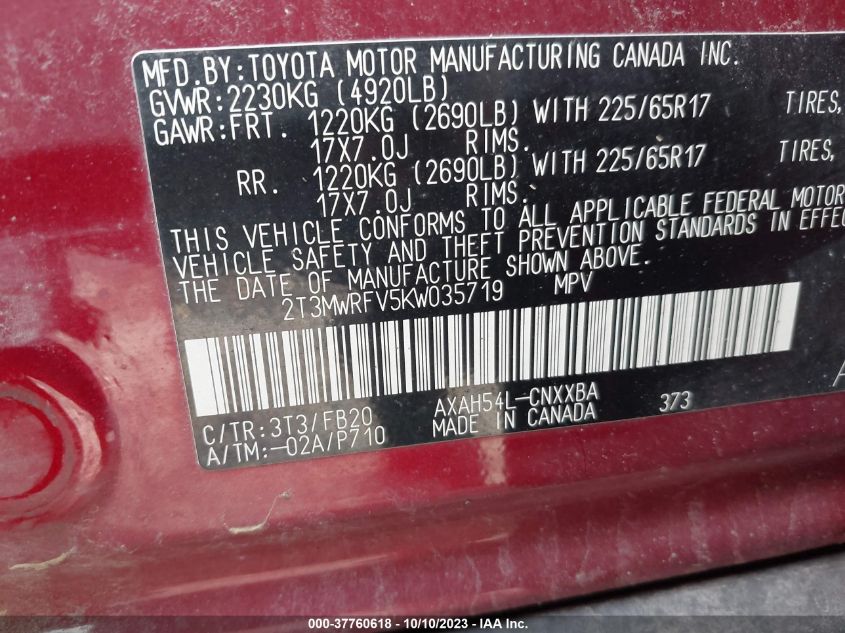 MFD.BY:TOYOTA MOTOR MANUFACTURING CANADA INC.
GVWR:2230KG (4920LB)
GAWR:FRT. 1220KG (2690LB) WITH 225/65R17 TIRES,
17X7.0J RIMS.
RR. 1220KG (2690LB) WITH 225/65R17 TIRES,
17X7.0J RIMS.
THIS VEHICLE CONFORMS TO ALL APPLICABLE FEDERAL MOTOR
VEHICLE SAFETY AND THEFT PREVENTION STANDARDS IN EFFEC
THE DATE OF MANUFACTURE SHOWN ABOVE.
2T3MWRFV5KW035719 MPV
C/TR:3T3/FB20 AXAH54L-CNXXBA 373
A/TM:-02A/P710 MADE IN CANADA
A
000-37760618 - 10/10/2023 - IAA Inc.